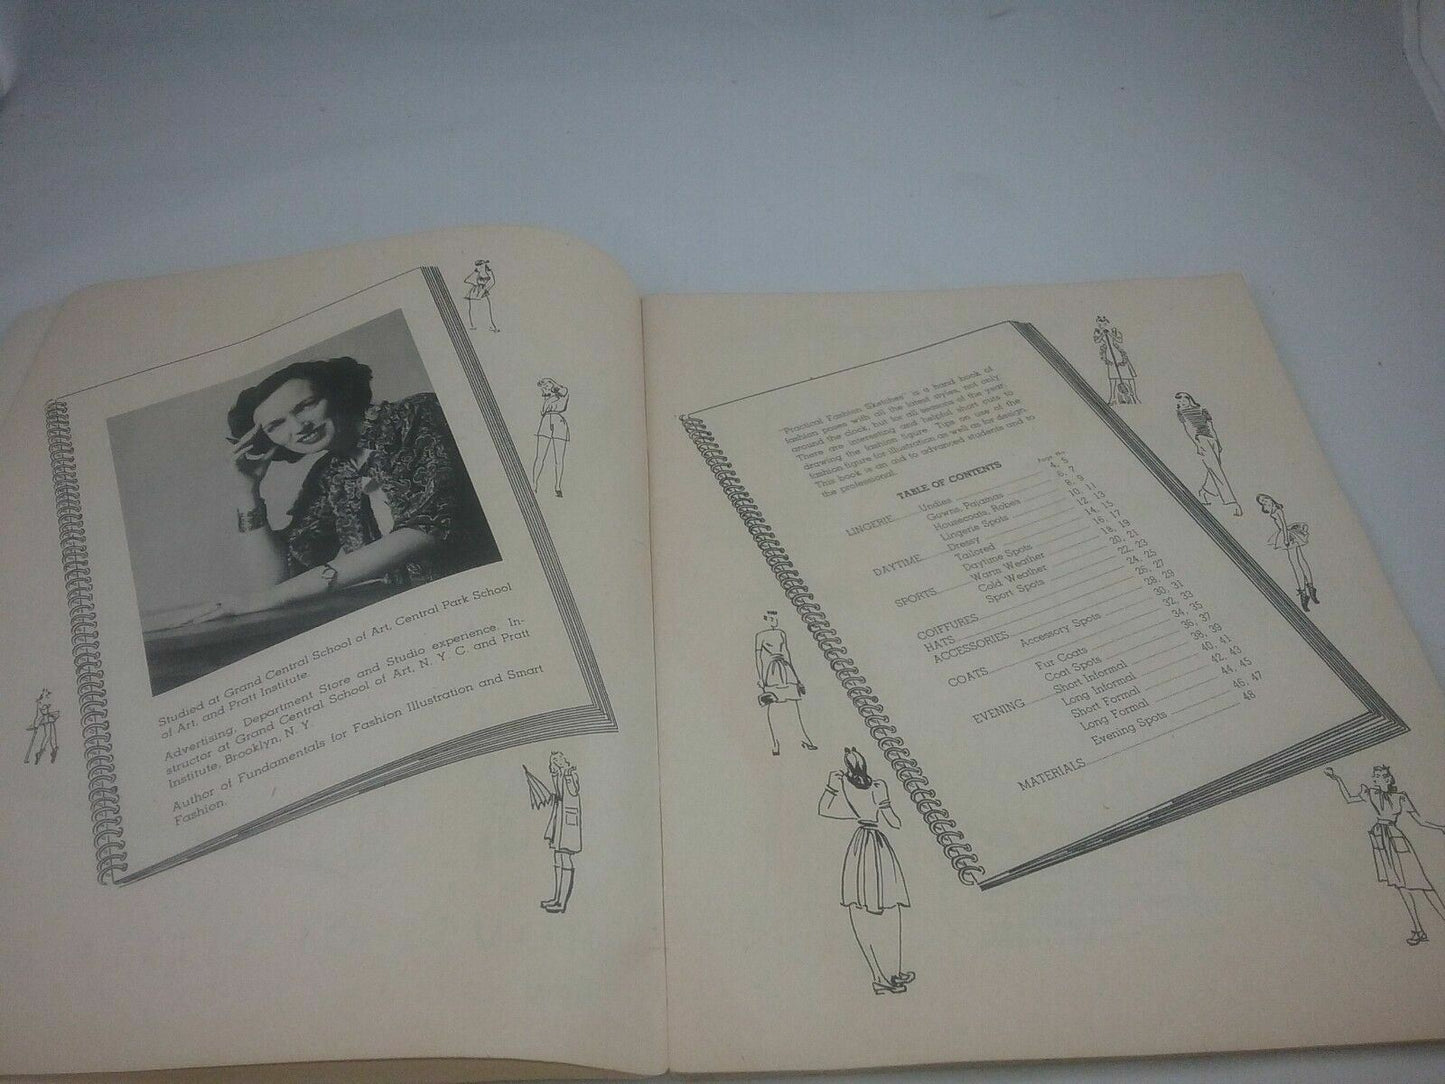 Studied at Grand Central School of Art, Central Park School
of Art, and Pratt Institute.
Advertising, Department Store and Studio experience. In-
structor at Grand Central School of Art, N. Y. C. and Pratt
Institute, Brooklyn, N. Y.
Author of Fundamentals for Fashion Illustration and Smart
Fashion.
"Practical Fashion Sketches" is a hand book of
fashion poses with all the latest styles, not only
around the clock, but for all seasons of the year.
There are interesting and helpful short cuts to
drawing the fashion figure. Tips on use of the
fashion figure for illustration as well as for design.
This book is an aid to advanced students and to
the professional.
TABLE OF CONTENTS
Page No.
LINGERIE Undies 4, 5
Gowns, Pajamas 6, 7
Housecoats, Robes 8, 9
Lingerie Spots 10, 11
DAYTIME Dressy 12, 13
Tailored 14, 15
Daytime Spots 16, 17
SPORTS Warm Weather 18, 19
Cold Weather 20, 21
Sport Spots 22, 23
COIFFURES 24, 25
HATS 26, 27
ACCESSORIES 28, 29
Accessory Spots 30, 31
COATS Fur Coats 32, 33
Coat Spots 34, 35
EVENING Short Informal 36, 37
Long Informal 38, 39
Short Formal 40, 41
Long Formal 42, 43
Evening Spots 44, 45
46, 47
MATERIALS 48